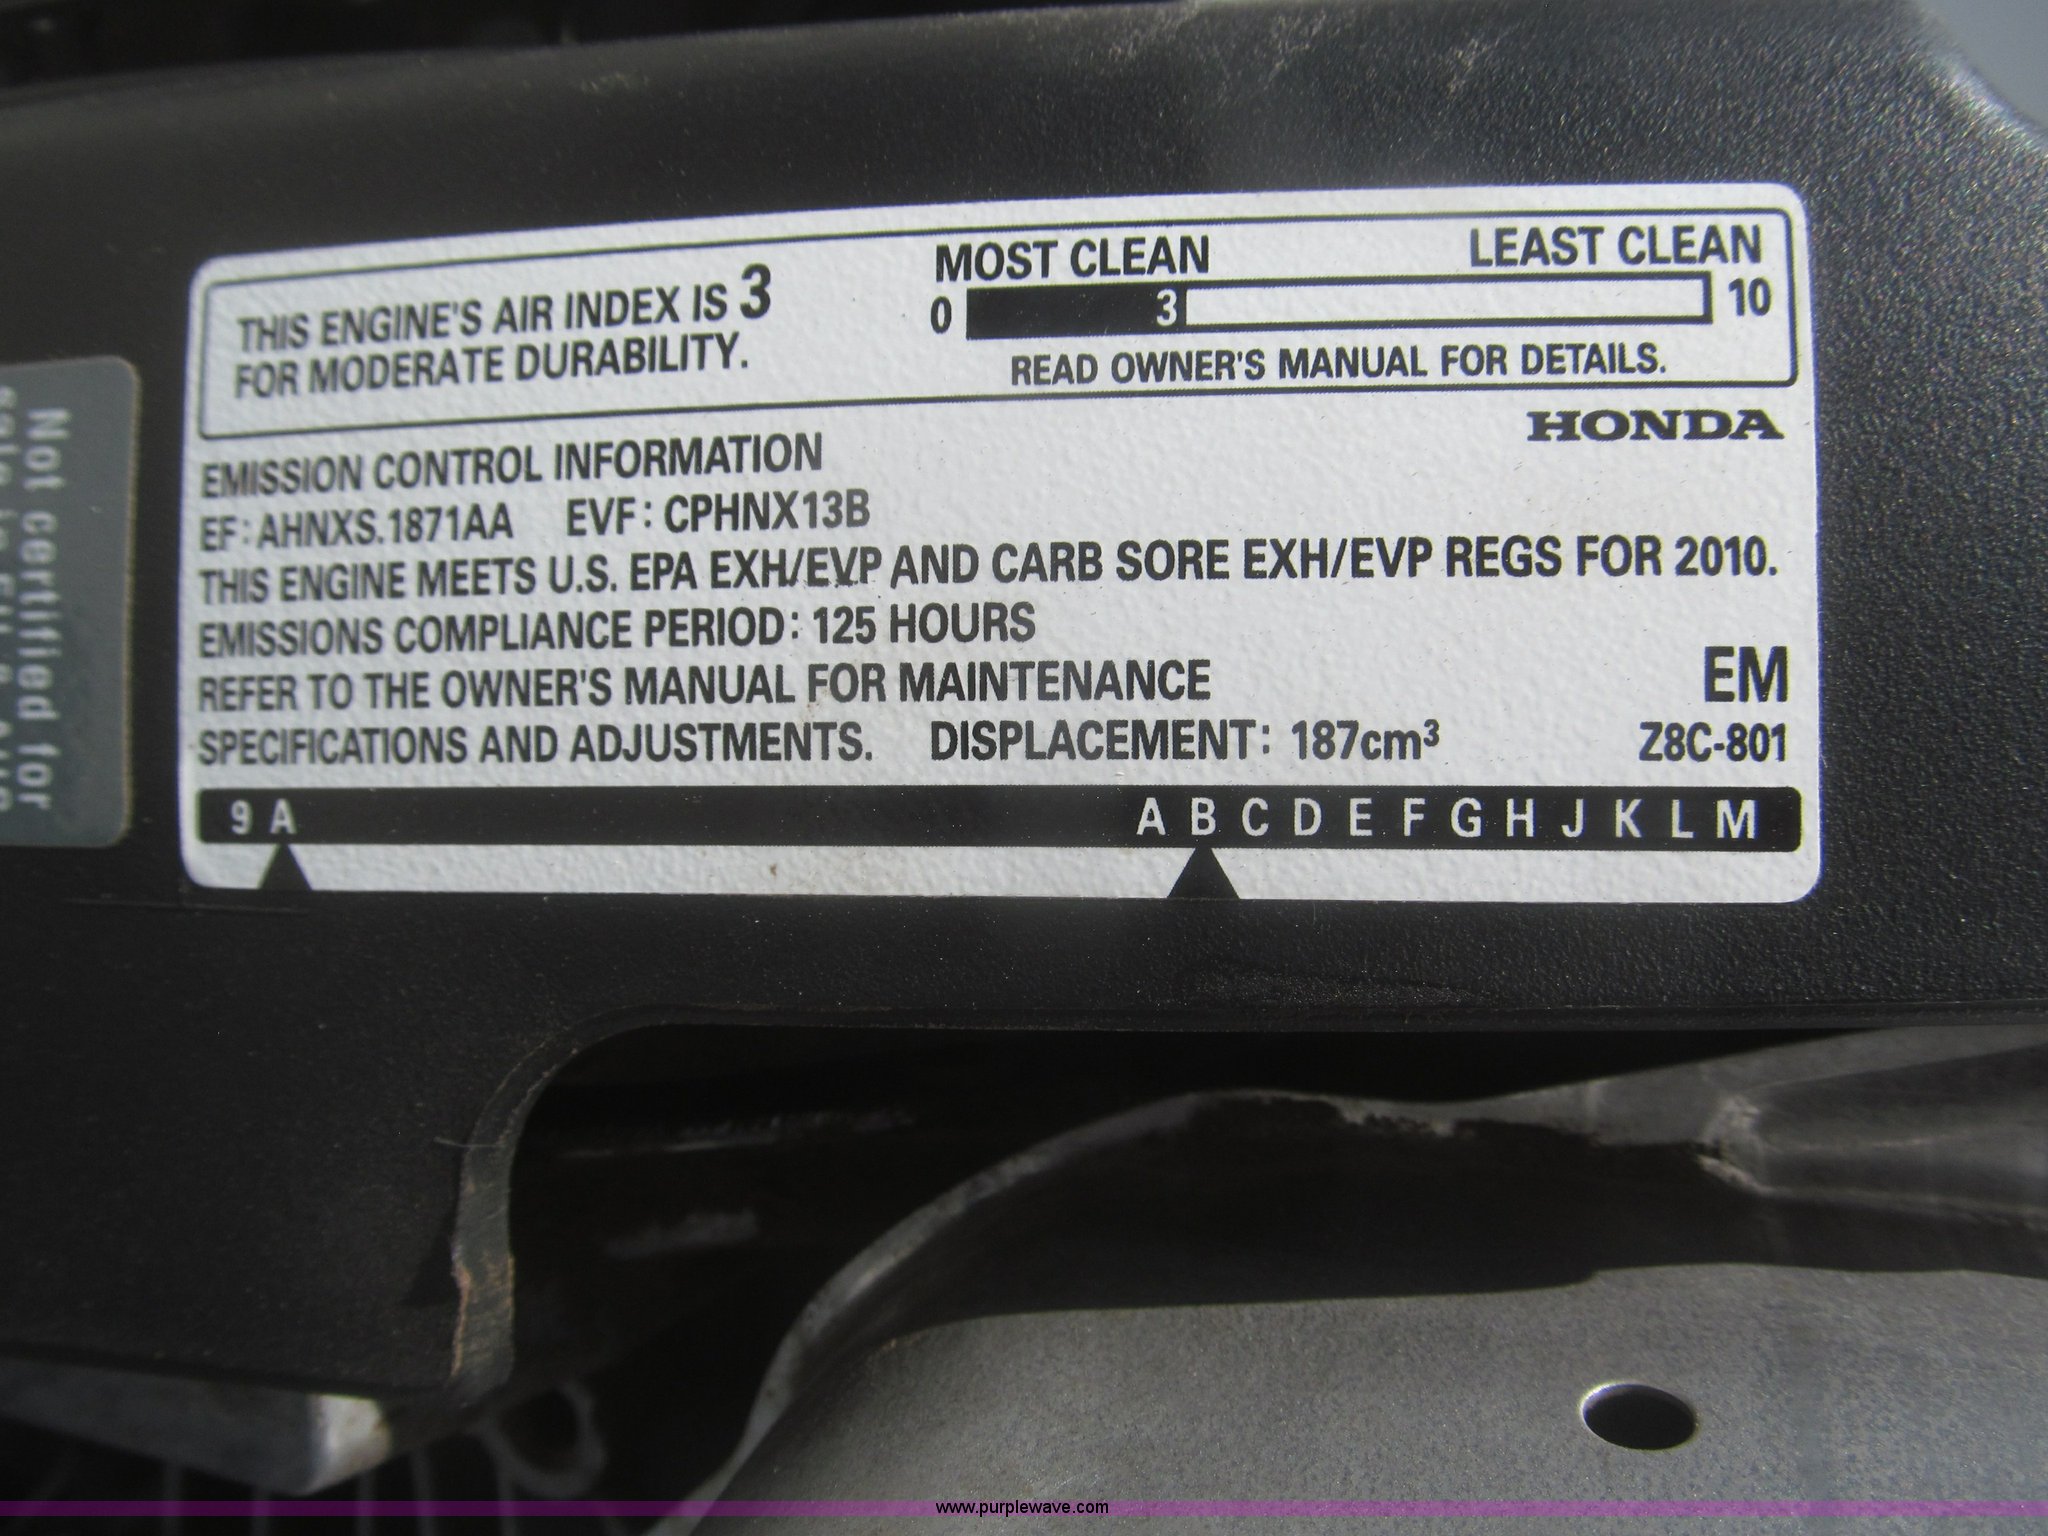 THIS ENGINE'S AIR INDEX IS 3
FOR MODERATE DURABILITY.
MOST CLEAN LEAST CLEAN
0 3 10
READ OWNER'S MANUAL FOR DETAILS.
HONDA
EMISSION CONTROL INFORMATION
EF: AHNXS.1871AA EVF: CPHNX13B
THIS ENGINE MEETS U.S. EPA EXH/EVP AND CARB SORE EXH/EVP REGS FOR 2010.
EMISSIONS COMPLIANCE PERIOD: 125 HOURS
REFER TO THE OWNER'S MANUAL FOR MAINTENANCE
SPECIFICATIONS AND ADJUSTMENTS. DISPLACEMENT: 187cm³
EM
Z8C-801
9 A A B C D E F G H J K L M
Not certified for
sale in
www.purplewave.com